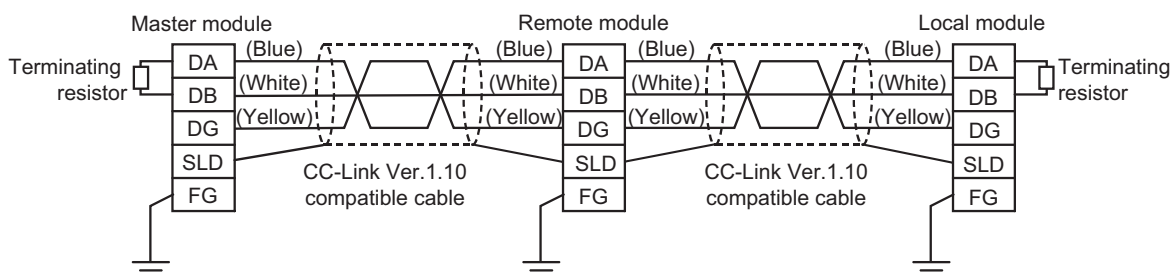 Master module
Remote module
Local module
Terminating
resistor
DA
DB
DG
SLD
FG
(Blue)
(White)
(Yellow)
(Blue)
(White)
(Yellow)
CC-Link Ver.1.10
compatible cable
DA
DB
DG
SLD
FG
(Blue)
(White)
(Yellow)
(Blue)
(White)
(Yellow)
CC-Link Ver.1.10
compatible cable
DA
DB
DG
SLD
FG
Terminating
resistor